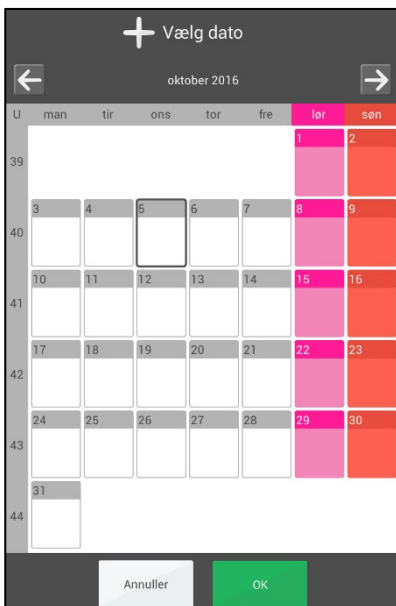 Vælg dato
oktober 2016
U man tir ons tor fre lør søn
39 1 2
40 3 4 5 6 7 8 9
41 10 11 12 13 14 15 16
42 17 18 19 20 21 22 23
43 24 25 26 27 28 29 30
44 31
Annuller OK